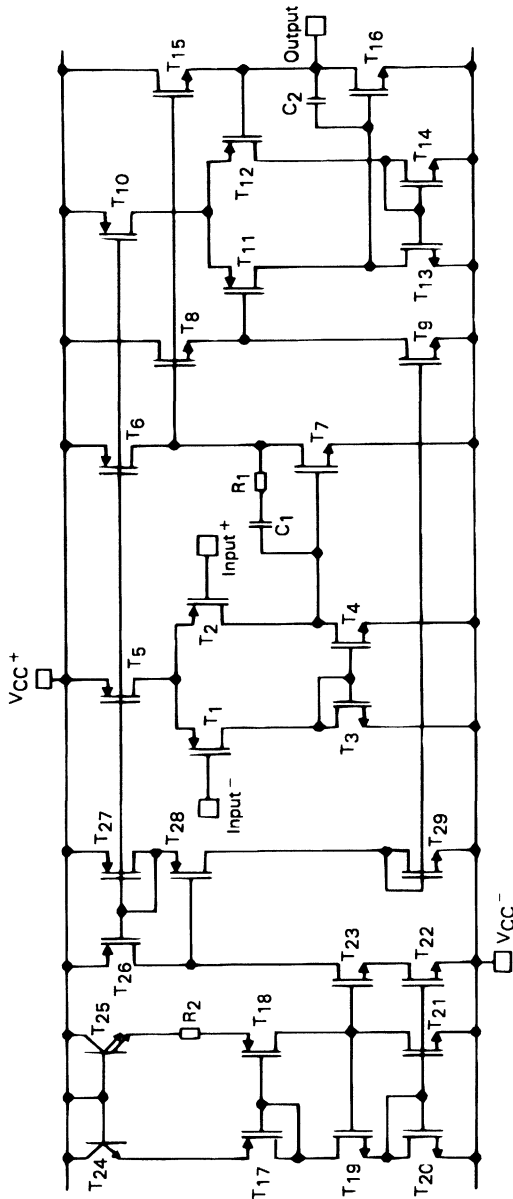 VCC+
T24
T25
R2
T17
T18
T19
T20
T21
T22
T23
T26
T27
T28
T29
VCC-
Input-
Input+
T1
T2
T3
T4
T5
T6
T7
C1
R1
T8
T9
T10
T11
T12
T13
T14
T15
T16
C2
Output